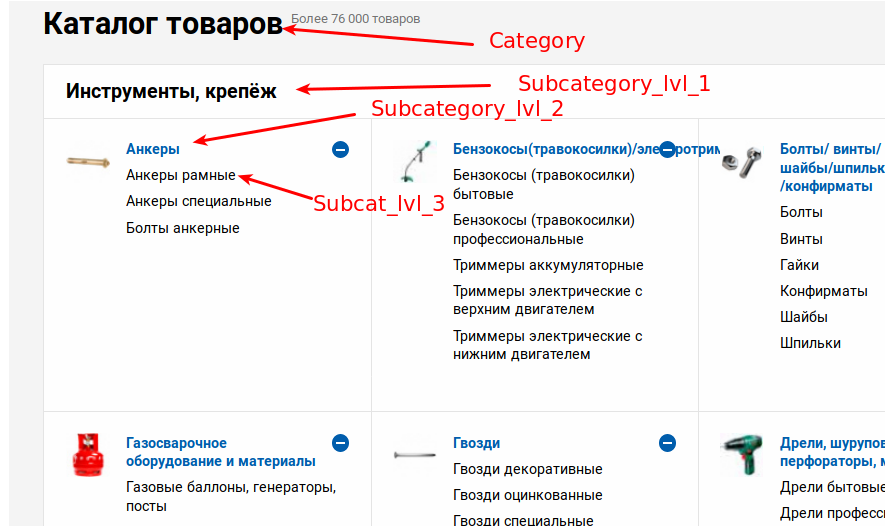 Каталог товаров Более 76 000 товаров
Category
Инструменты, крепёж
Subcategory_lvl_1
Subcategory_lvl_2
Анкеры
Анкеры рамные
Анкеры специальные
Болты анкерные
Subcat_lvl_3
Бензокосы(травокосилки)/электротрим
Бензокосы (травокосилки)
бытовые
Бензокосы (травокосилки)
профессиональные
Триммеры аккумуляторные
Триммеры электрические с
верхним двигателем
Триммеры электрические с
нижним двигателем
Болты/ винты/
шайбы/шпильк
/конфирматы
Болты
Винты
Гайки
Конфирматы
Шайбы
Шпильки
Газосварочное
оборудование и материалы
Газовые баллоны, генераторы,
посты
Гвозди
Гвозди декоративные
Гвозди оцинкованные
Гвозди специальные
Дрели, шурупов
перфораторы, м
Дрели бытовые
Дрели професс